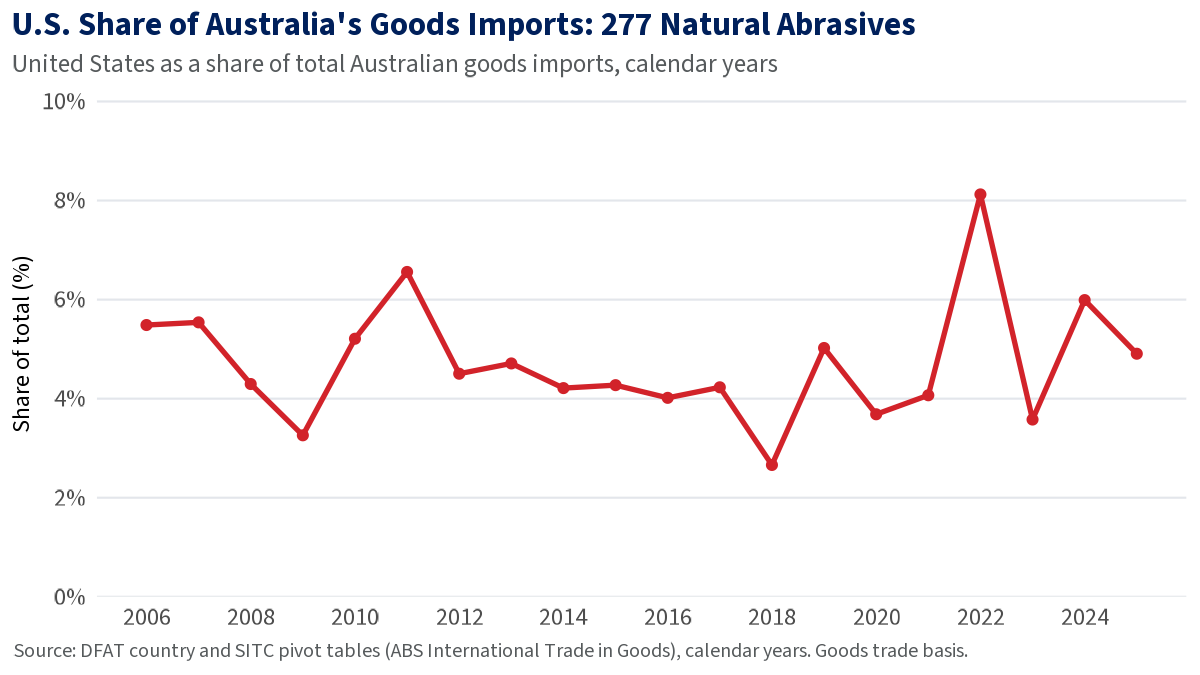 U.S. Share of Australia's Goods Imports: 277 Natural Abrasives
United States as a share of total Australian goods imports, calendar years
Share of total (%)
10%
8%
6%
4%
2%
0%
2006 2008 2010 2012 2014 2016 2018 2020 2022 2024
Source: DFAT country and SITC pivot tables (ABS International Trade in Goods), calendar years. Goods trade basis.